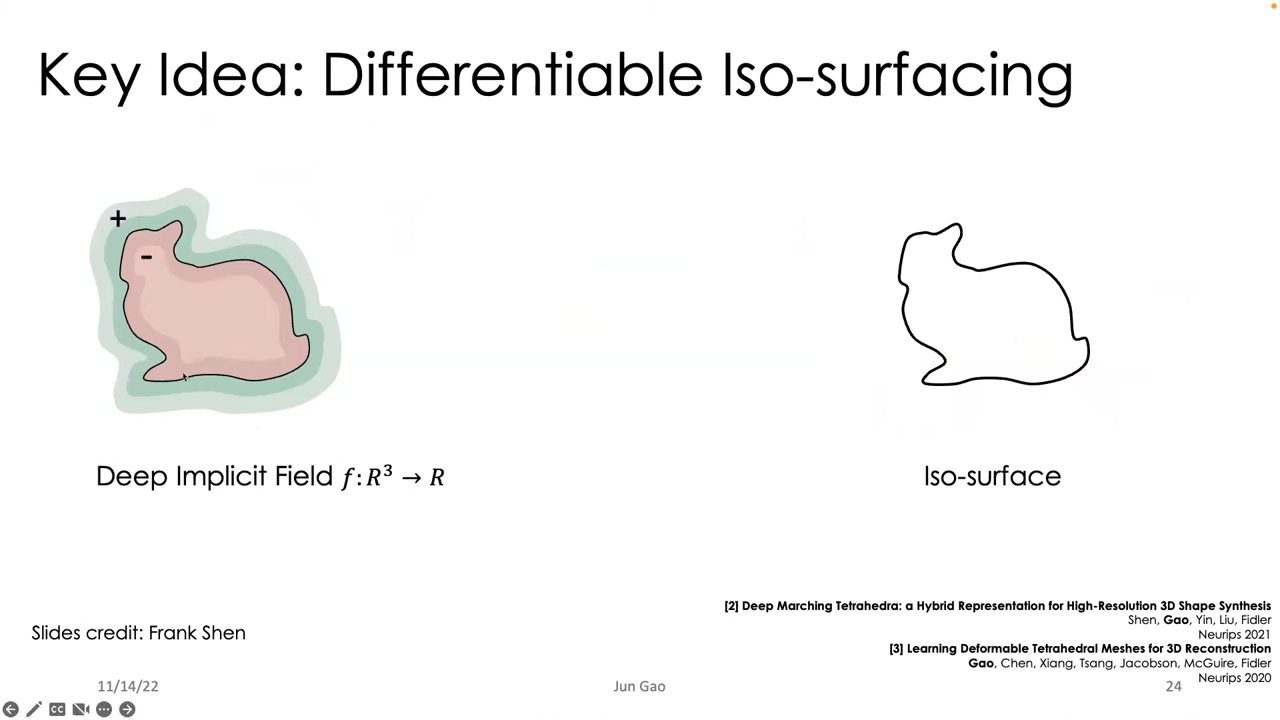 Key Idea: Differentiable Iso-surfacing
+
-
Deep Implicit Field f: R³ → R
Iso-surface
Slides credit: Frank Shen
[2] Deep Marching Tetrahedra: a Hybrid Representation for High-Resolution 3D Shape Synthesis
Shen, Gao, Yin, Liu, Fidler
Neurips 2021
[3] Learning Deformable Tetrahedral Meshes for 3D Reconstruction
Gao, Chen, Xiang, Tsang, Jacobson, McGuire, Fidler
Neurips 2020
11/14/22
Jun Gao
24
CC